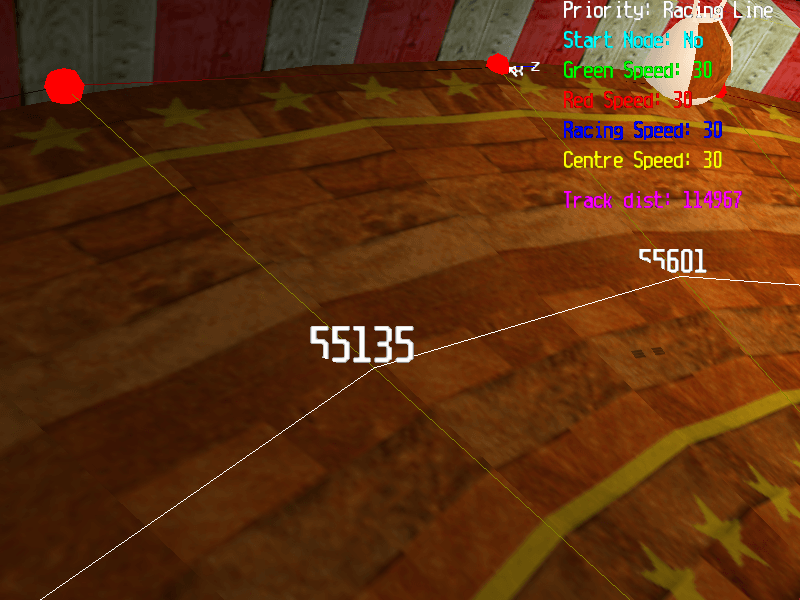 Priority: Racing Line
Start Node: No
Green Speed: 30
Red Speed: 30
Racing Speed: 30
Centre Speed: 30
Track dist: 114967
55601
55135